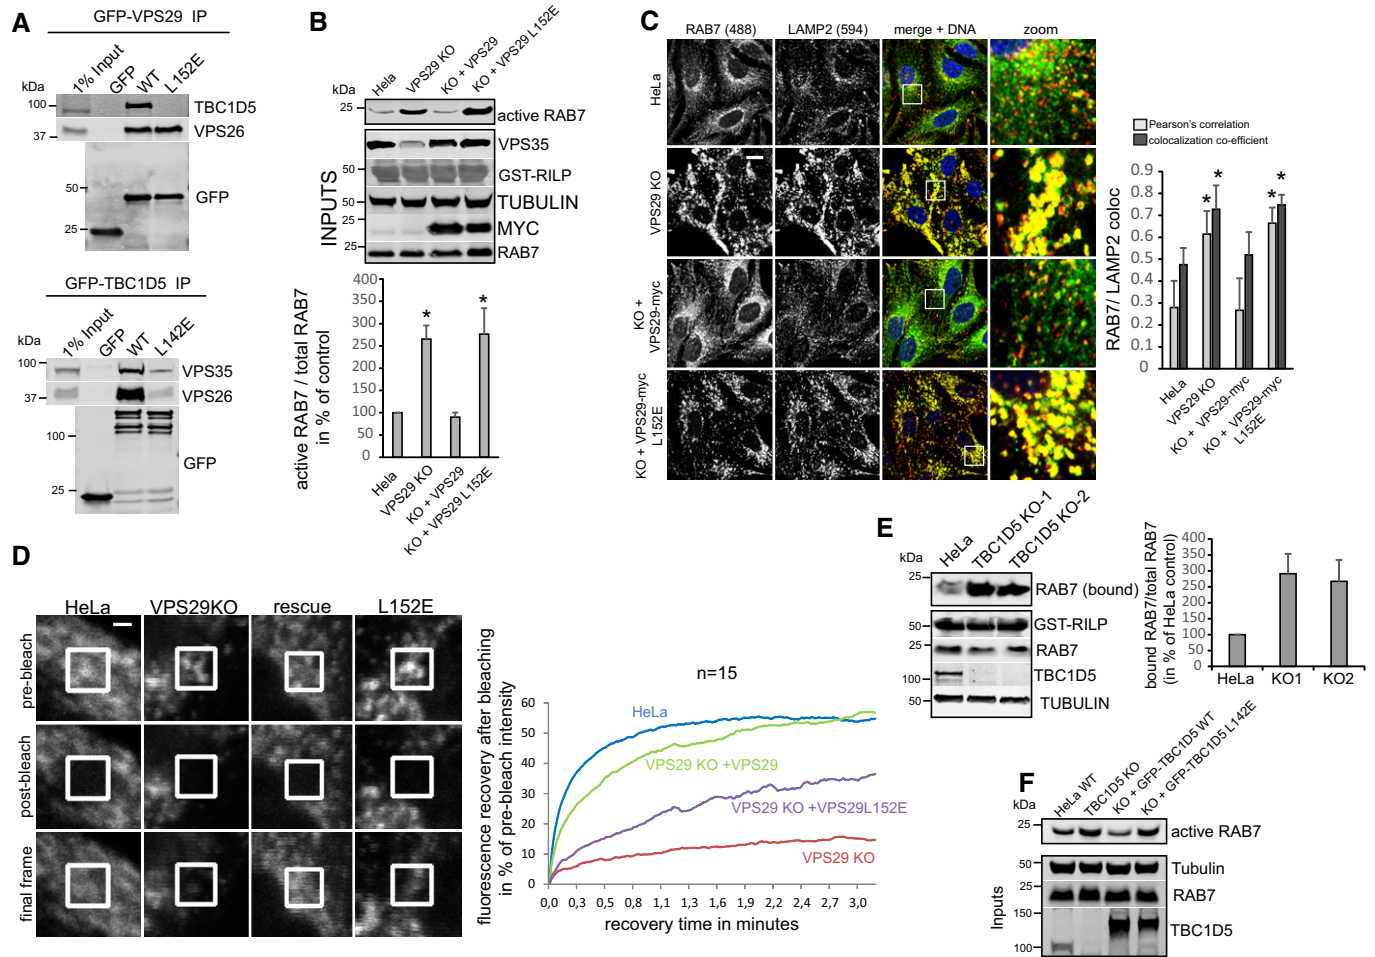 A
GFP-VPS29 IP
kDa
1% Input
GFP
WT
L152E
100
TBC1D5
37
VPS26
50
GFP
25
GFP-TBC1D5 IP
kDa
1% Input
GFP
WT
L142E
100
VPS35
37
VPS26
100
GFP
25
B
kDa
Hela
VPS29 KO
KO + VPS29
KO + VPS29 L152E
25
active RAB7
INPUTS
VPS35
50
GST-RILP
50
TUBULIN
25
MYC
25
RAB7
active RAB7 / total RAB7
in % of control
400
350
300
250
200
150
100
100
50
0
*
*
Hela
VPS29 KO
KO + VPS29
KO + VPS29 L152E
C
RAB7 (488)
LAMP2 (594)
merge + DNA
zoom
HeLa
VPS29 KO
KO +
VPS29-myc
KO + VPS29-myc
L152E
Pearson's correlation
colocalization co-efficient
RAB7/ LAMP2 coloc
0.9
0.8
0.7
0.6
0.5
0.4
0.3
0.2
0.1
0
*
*
*
*
HeLa
VPS29 KO
KO + VPS29-myc
KO + VPS29-myc
L152E
D
HeLa
VPS29KO
rescue
L152E
pre-bleach
post-bleach
final frame
fluorescence recovery after bleaching
in % of pre-bleach intensity
n=15
60
50
40
30
20
10
0
HeLa
VPS29 KO +VPS29
VPS29 KO +VPS29L152E
VPS29 KO
0,0
0,3
0,5
0,8
1,1
1,3
1,6
1,9
2,2
2,4
2,7
3,0
recovery time in minutes
E
kDa
HeLa
TBC1D5 KO-1
TBC1D5 KO-2
25
RAB7 (bound)
50
GST-RILP
25
RAB7
100
TBC1D5
50
TUBULIN
bound RAB7/total RAB7
(in % of HeLa control)
400
350
300
250
200
150
100
50
0
HeLa
KO1
KO2
F
kDa
HeLa WT
TBC1D5 KO
KO + GFP-TBC1D5 WT
KO + GFP-TBC1D5 L142E
25
active RAB7
Inputs
50
Tubulin
25
RAB7
150
TBC1D5
100